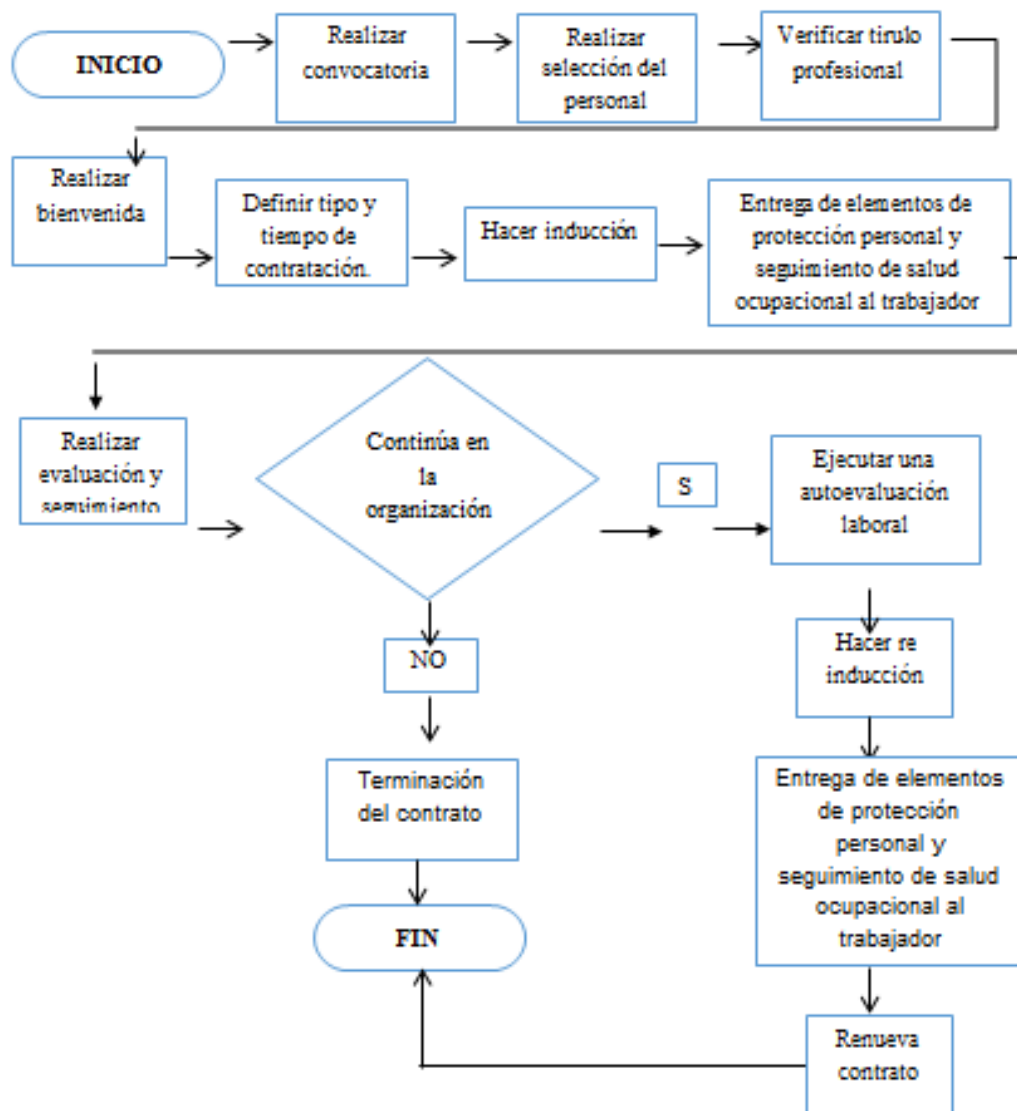 INICIO
Realizar
convocatoria
Realizar
selección del
personal
Verificar tirulo
profesional
Realizar
bienvenida
Definir tipo y
tiempo de
contratación.
Hacer inducción
Entrega de elementos de
protección personal y
seguimiento de salud
ocupacional al trabajador
Realizar
evaluación y
seguimiento
Continúa en
la
organización
S
Ejecutar una
autoevaluación
laboral
NO
Hacer re
inducción
Terminación
del contrato
Entrega de elementos
de protección
personal y
seguimiento de salud
ocupacional al
trabajador
FIN
Renueva
contrato